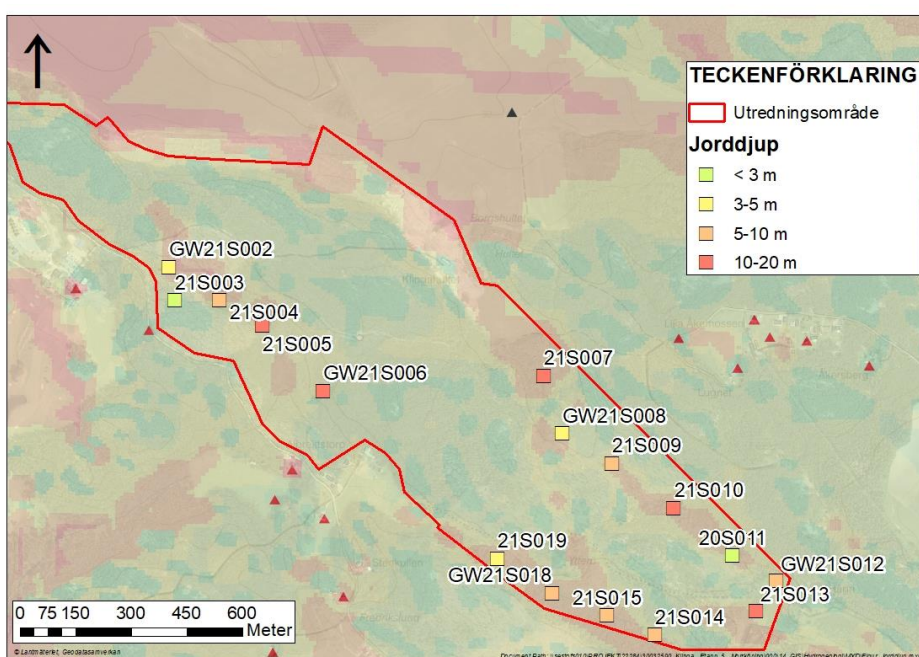 TECKENFÖRKLARING
Utredningsområde
Jorddjup
< 3 m
3-5 m
5-10 m
10-20 m
GW21S002
21S003
21S004
21S005
GW21S006
21S007
GW21S008
21S009
21S010
20S011
21S019
GW21S012
GW21S018
21S013
21S015
21S014
0 75 150 300 450 600
Meter
© Lantmäteriet, Geodatasamverkan